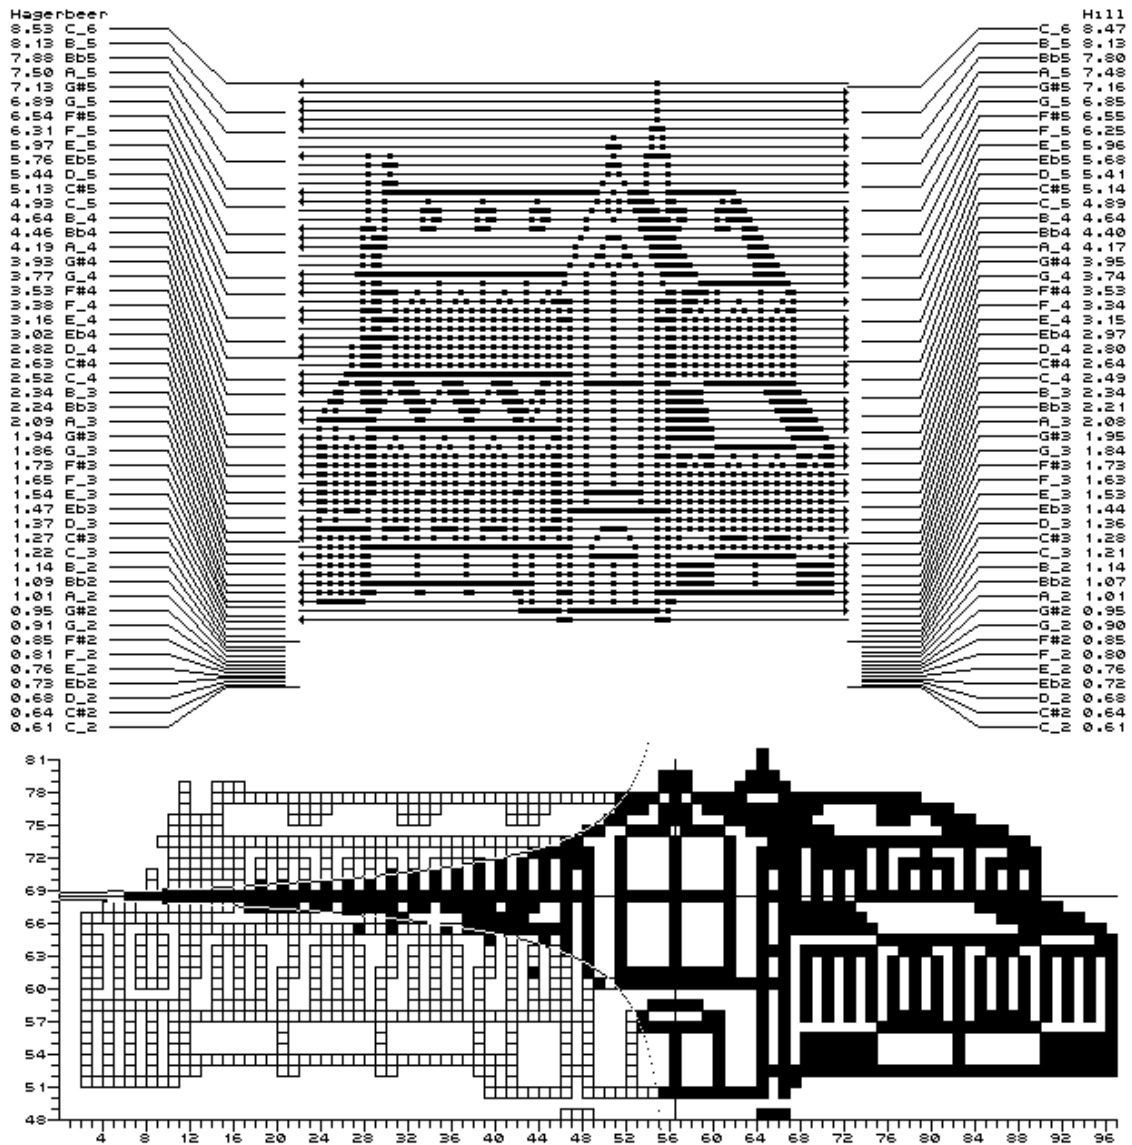 Hagerbeer Hill
8.53 C_6 C_6 8.47
8.13 B_5 B_5 8.13
7.88 Bb5 Bb5 7.80
7.50 A_5 A_5 7.48
7.13 G#5 G#5 7.16
6.89 G_5 G_5 6.85
6.54 F#5 F#5 6.55
6.31 F_5 F_5 6.25
5.97 E_5 E_5 5.96
5.76 Eb5 Eb5 5.68
5.44 D_5 D_5 5.41
5.13 C#5 C#5 5.14
4.93 C_5 C_5 4.89
4.64 B_4 B_4 4.64
4.46 Bb4 Bb4 4.40
4.19 A_4 A_4 4.17
3.93 G#4 G#4 3.95
3.77 G_4 G_4 3.74
3.53 F#4 F#4 3.53
3.38 F_4 F_4 3.34
3.16 E_4 E_4 3.15
3.02 Eb4 Eb4 2.97
2.82 D_4 D_4 2.80
2.63 C#4 C#4 2.64
2.52 C_4 C_4 2.49
2.34 B_3 B_3 2.34
2.24 Bb3 Bb3 2.21
2.09 A_3 A_3 2.08
1.94 G#3 G#3 1.95
1.86 G_3 G_3 1.84
1.73 F#3 F#3 1.73
1.65 F_3 F_3 1.63
1.54 E_3 E_3 1.53
1.47 Eb3 Eb3 1.44
1.37 D_3 D_3 1.36
1.27 C#3 C#3 1.28
1.22 C_3 C_3 1.21
1.14 B_2 B_2 1.14
1.09 Bb2 Bb2 1.07
1.01 A_2 A_2 1.01
0.95 G#2 G#2 0.95
0.91 G_2 G_2 0.90
0.85 F#2 F#2 0.85
0.81 F_2 F_2 0.80
0.76 E_2 E_2 0.76
0.73 Eb2 Eb2 0.72
0.68 D_2 D_2 0.68
0.64 C#2 C#2 0.64
0.61 C_2 C_2 0.61
81
78
75
72
69
66
63
60
57
54
51
48
4 8 12 16 20 24 28 32 36 40 44 48 52 56 60 64 68 72 76 80 84 88 92 96